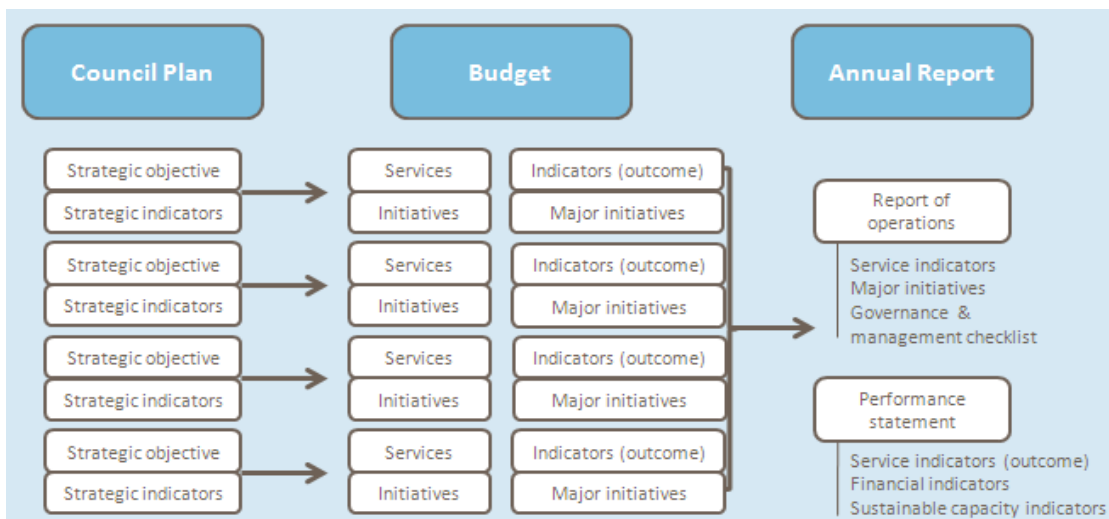 Council Plan
Budget
Annual Report
Strategic objective
Strategic indicators
Strategic objective
Strategic indicators
Strategic objective
Strategic indicators
Strategic objective
Strategic indicators
Services
Initiatives
Services
Initiatives
Services
Initiatives
Services
Initiatives
Indicators (outcome)
Major initiatives
Indicators (outcome)
Major initiatives
Indicators (outcome)
Major initiatives
Indicators (outcome)
Major initiatives
Report of
operations
Service indicators
Major initiatives
Governance &
management checklist
Performance
statement
Service indicators (outcome)
Financial indicators
Sustainable capacity indicators